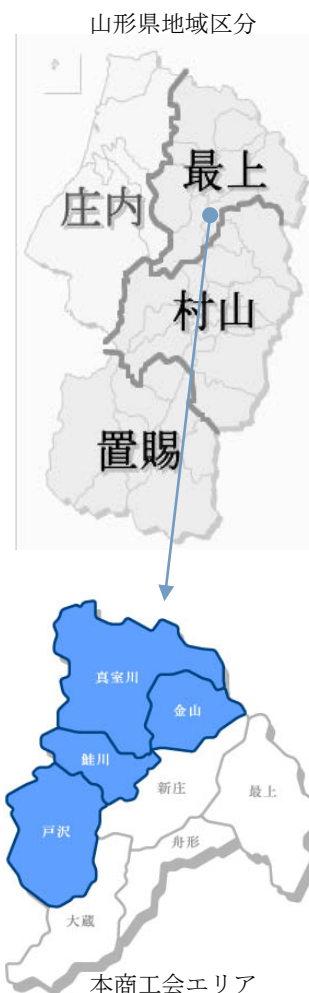 山形県地域区分
最上
庄内
村山
置賜
真室川
金山
鮭川
新庄
最上
戸沢
舟形
大蔵
本商工会エリア